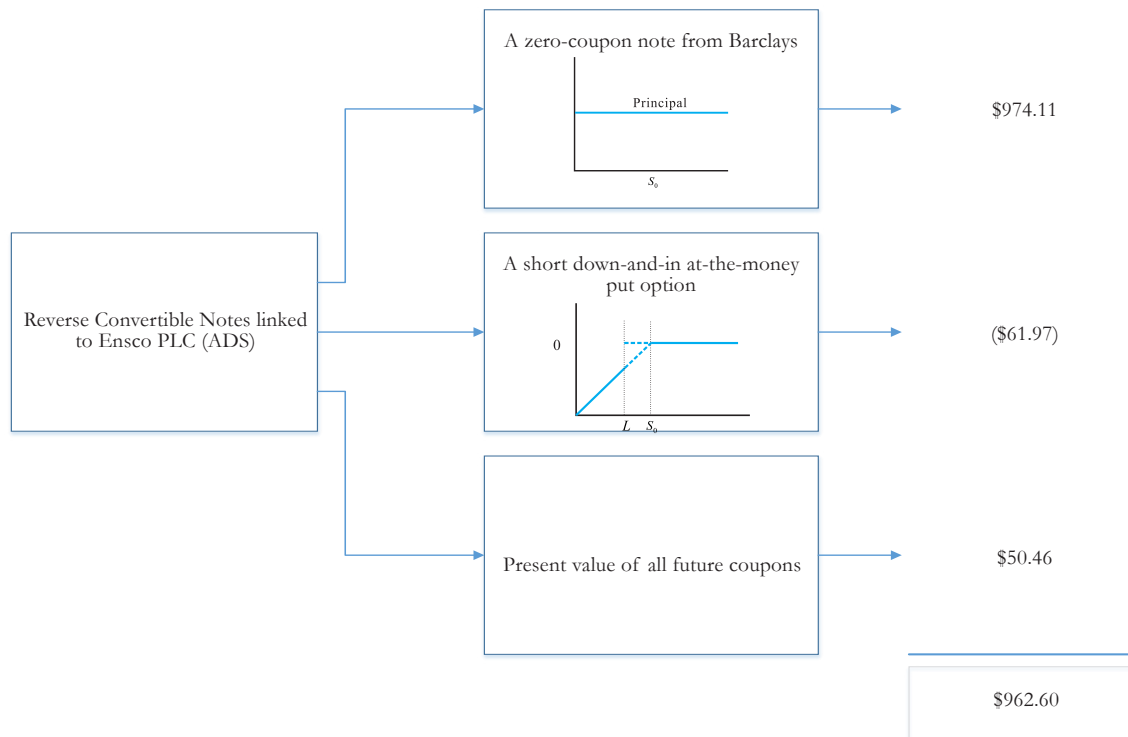 A zero-coupon note from Barclays
Principal
S₀
$974.11
Reverse Convertible Notes linked
to Ensco PLC (ADS)
A short down-and-in at-the-money
put option
0
L S₀
($61.97)
Present value of all future coupons
$50.46
$962.60